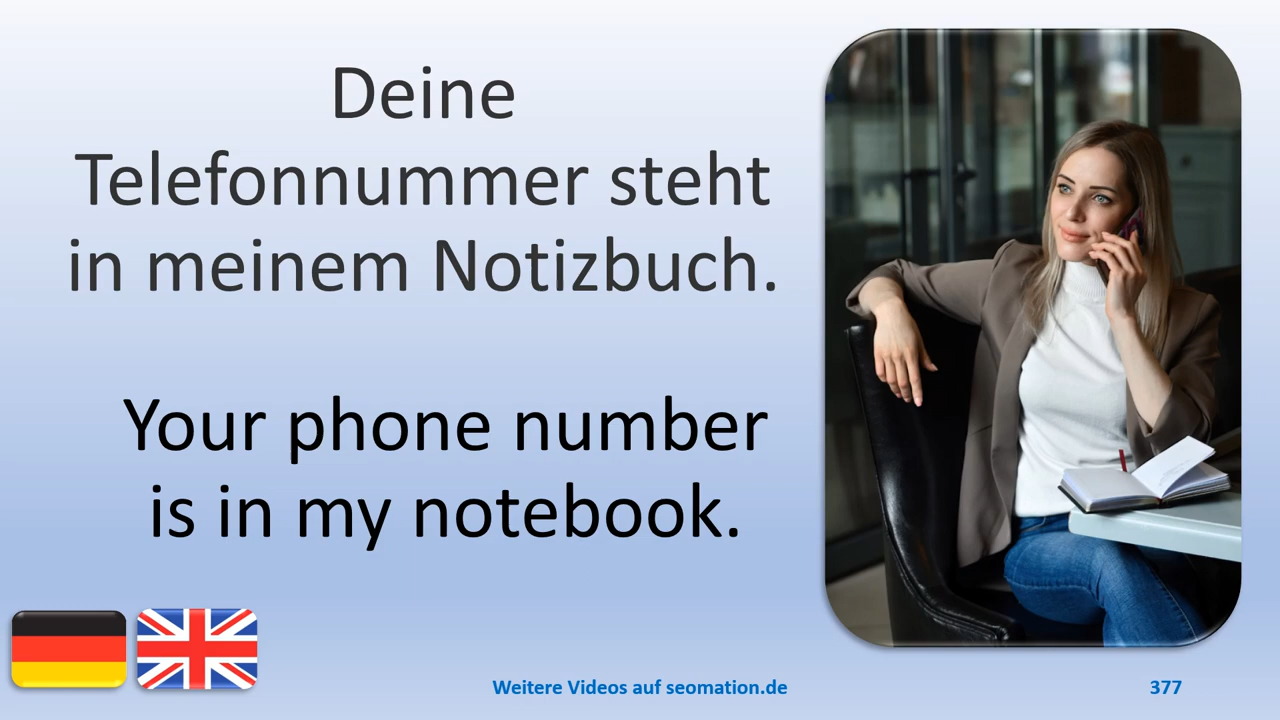 Deine
Telefonnummer steht
in meinem Notizbuch.
Your phone number
is in my notebook.
Weitere Videos auf seomation.de
377